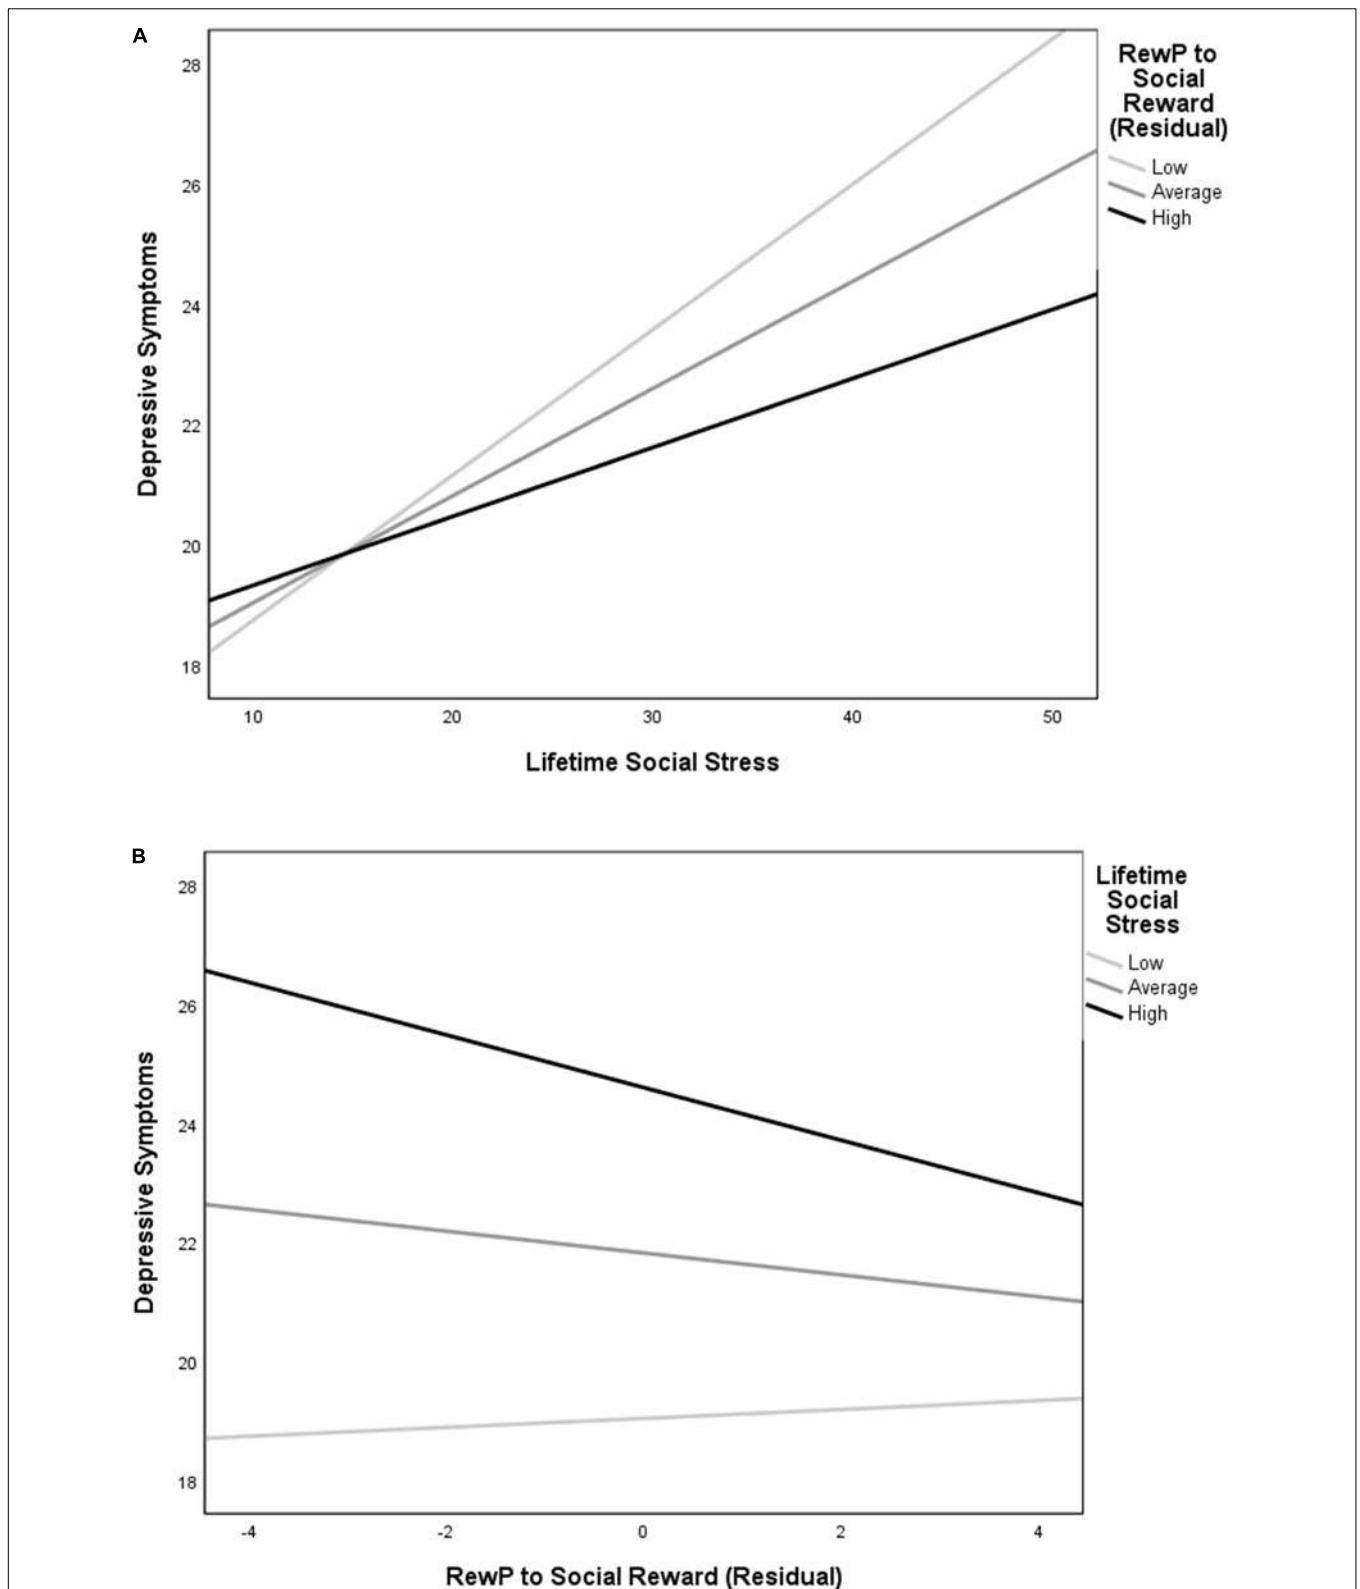 A
RewP to
Social
Reward
(Residual)
Low
Average
High
28
26
24
22
20
18
Depressive Symptoms
10 20 30 40 50
Lifetime Social Stress
B
Lifetime
Social
Stress
Low
Average
High
28
26
24
22
20
18
Depressive Symptoms
-4 -2 0 2 4
RewP to Social Reward (Residual)